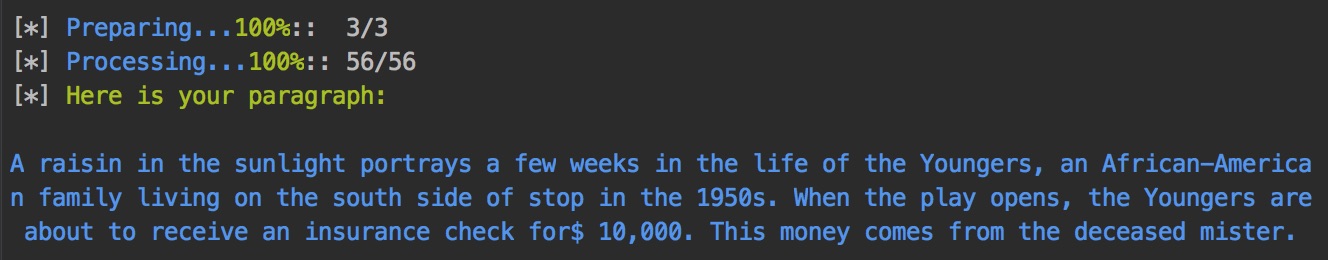 [*] Preparing...100%::  3/3
[*] Processing...100%:: 56/56
[*] Here is your paragraph:
A raisin in the sunlight portrays a few weeks in the life of the Youngers, an African-America
n family living on the south side of stop in the 1950s. When the play opens, the Youngers are
 about to receive an insurance check for$ 10,000. This money comes from the deceased mister.